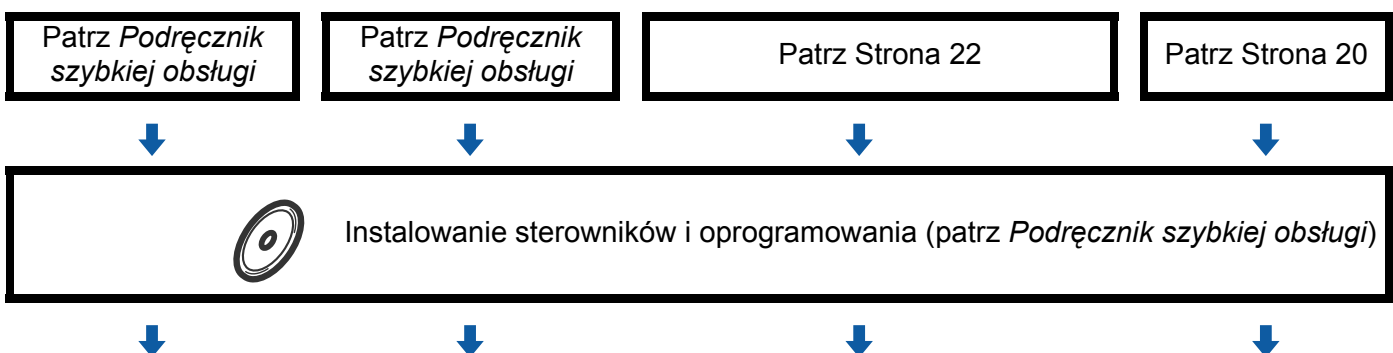 Patrz Podręcznik
szybkiej obsługi
Patrz Podręcznik
szybkiej obsługi
Patrz Strona 22
Patrz Strona 20
Instalowanie sterowników i oprogramowania (patrz Podręcznik szybkiej obsługi)